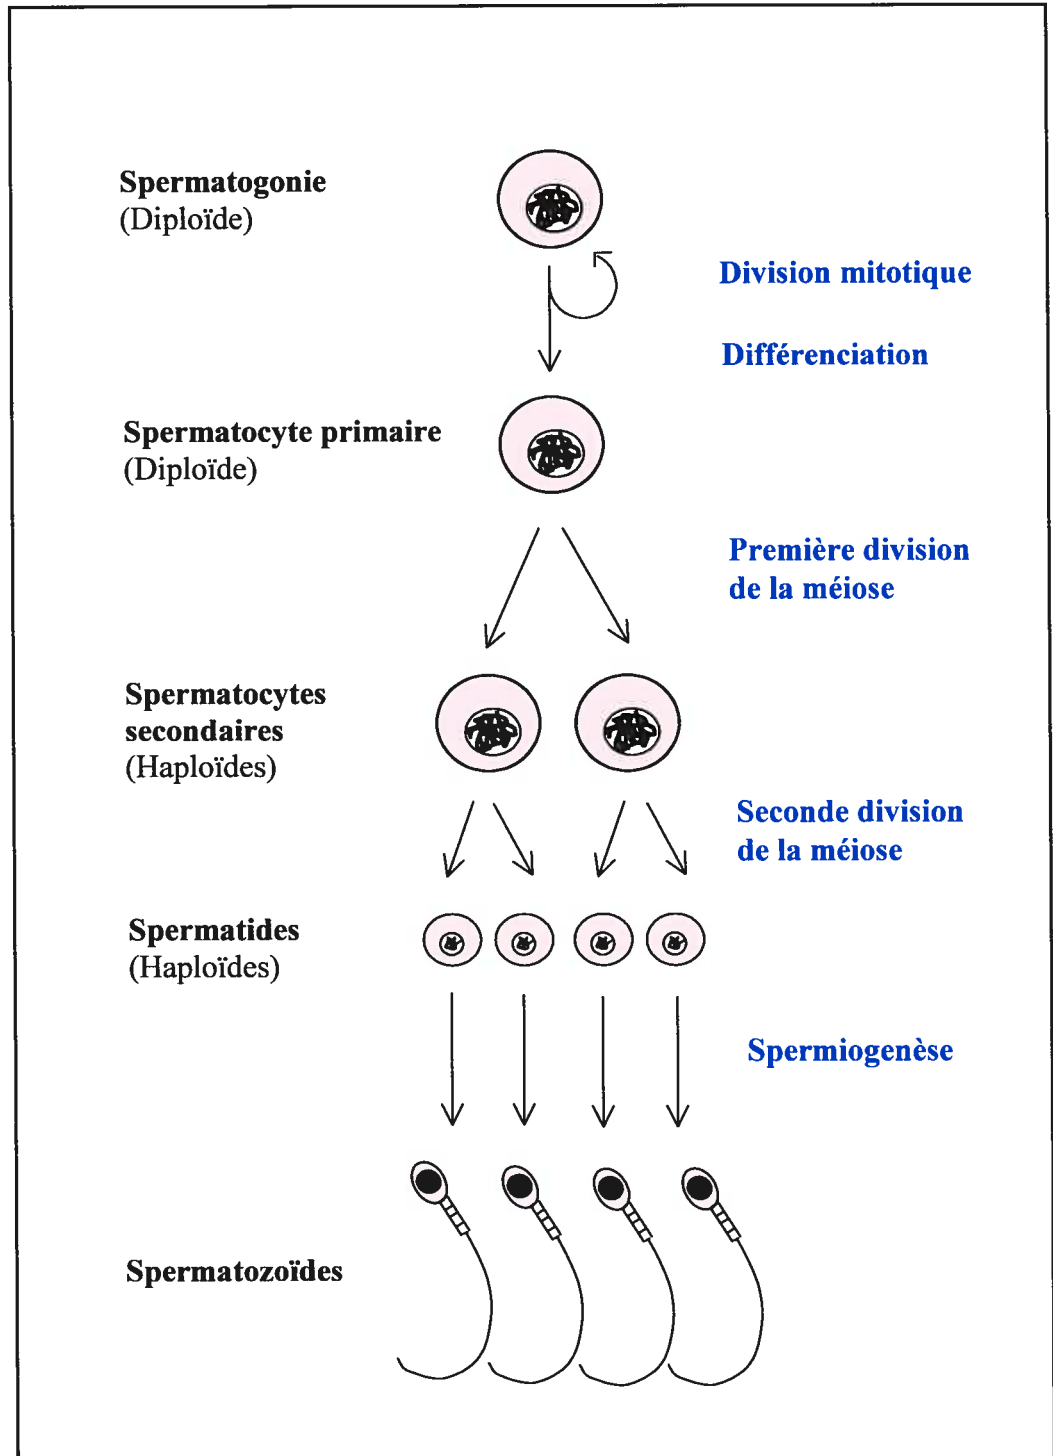 Spermatogonie
(Diploïde)
Division mitotique
Différenciation
Spermatocyte primaire
(Diploïde)
Première division
de la méiose
Spermatocytes
secondaires
(Haploïdes)
Seconde division
de la méiose
Spermatides
(Haploïdes)
Spermiogenèse
Spermatozoïdes